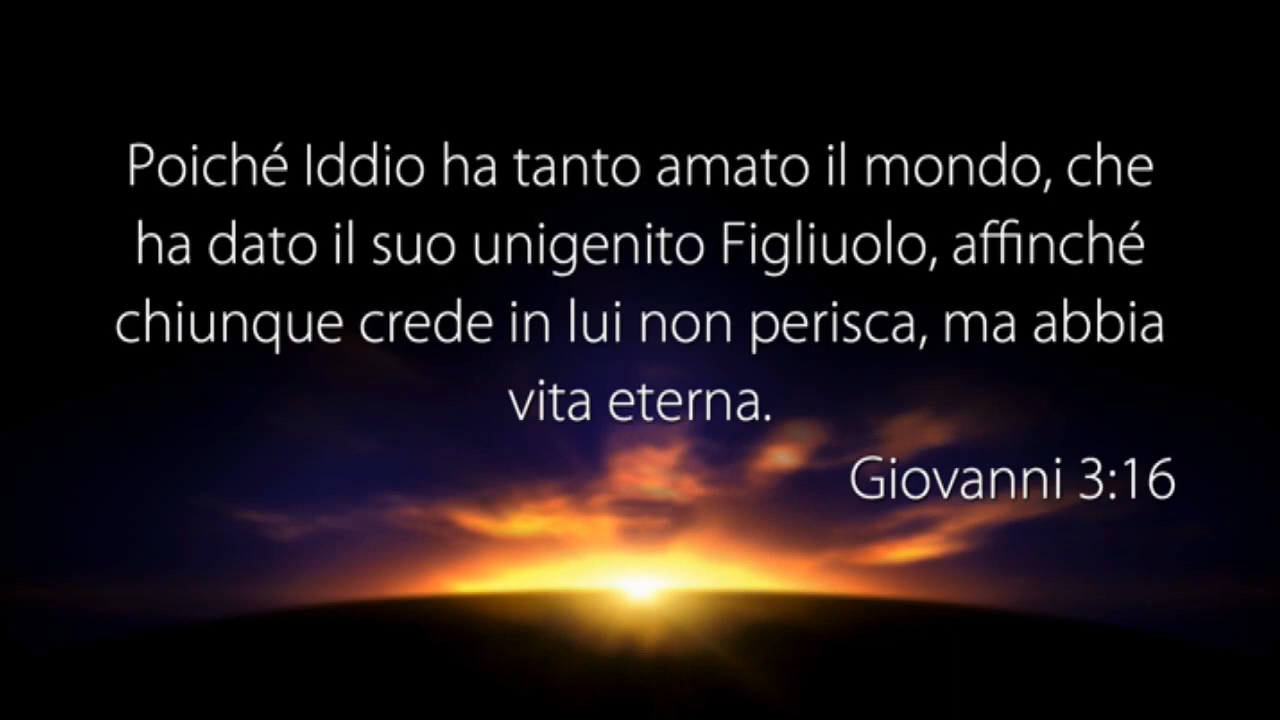 Poiché Iddio ha tanto amato il mondo, che
ha dato il suo unigenito Figliuolo, affinché
chiunque crede in lui non perisca, ma abbia
vita eterna.
Giovanni 3:16